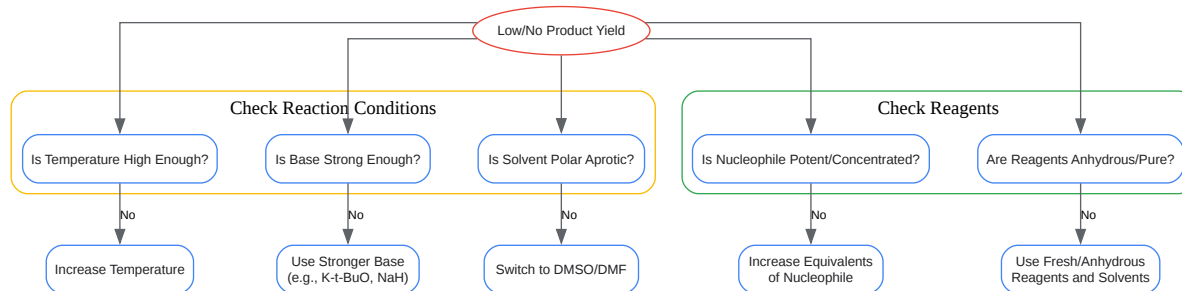 Low/No Product Yield
Check Reaction Conditions
Check Reagents
Is Temperature High Enough?
Is Base Strong Enough?
Is Solvent Polar Aprotic?
Is Nucleophile Potent/Concentrated?
Are Reagents Anhydrous/Pure?
No
No
No
No
No
Increase Temperature
Use Stronger Base
(e.g., K-t-BuO, NaH)
Switch to DMSO/DMF
Increase Equivalents
of Nucleophile
Use Fresh/Anhydrous
Reagents and Solvents